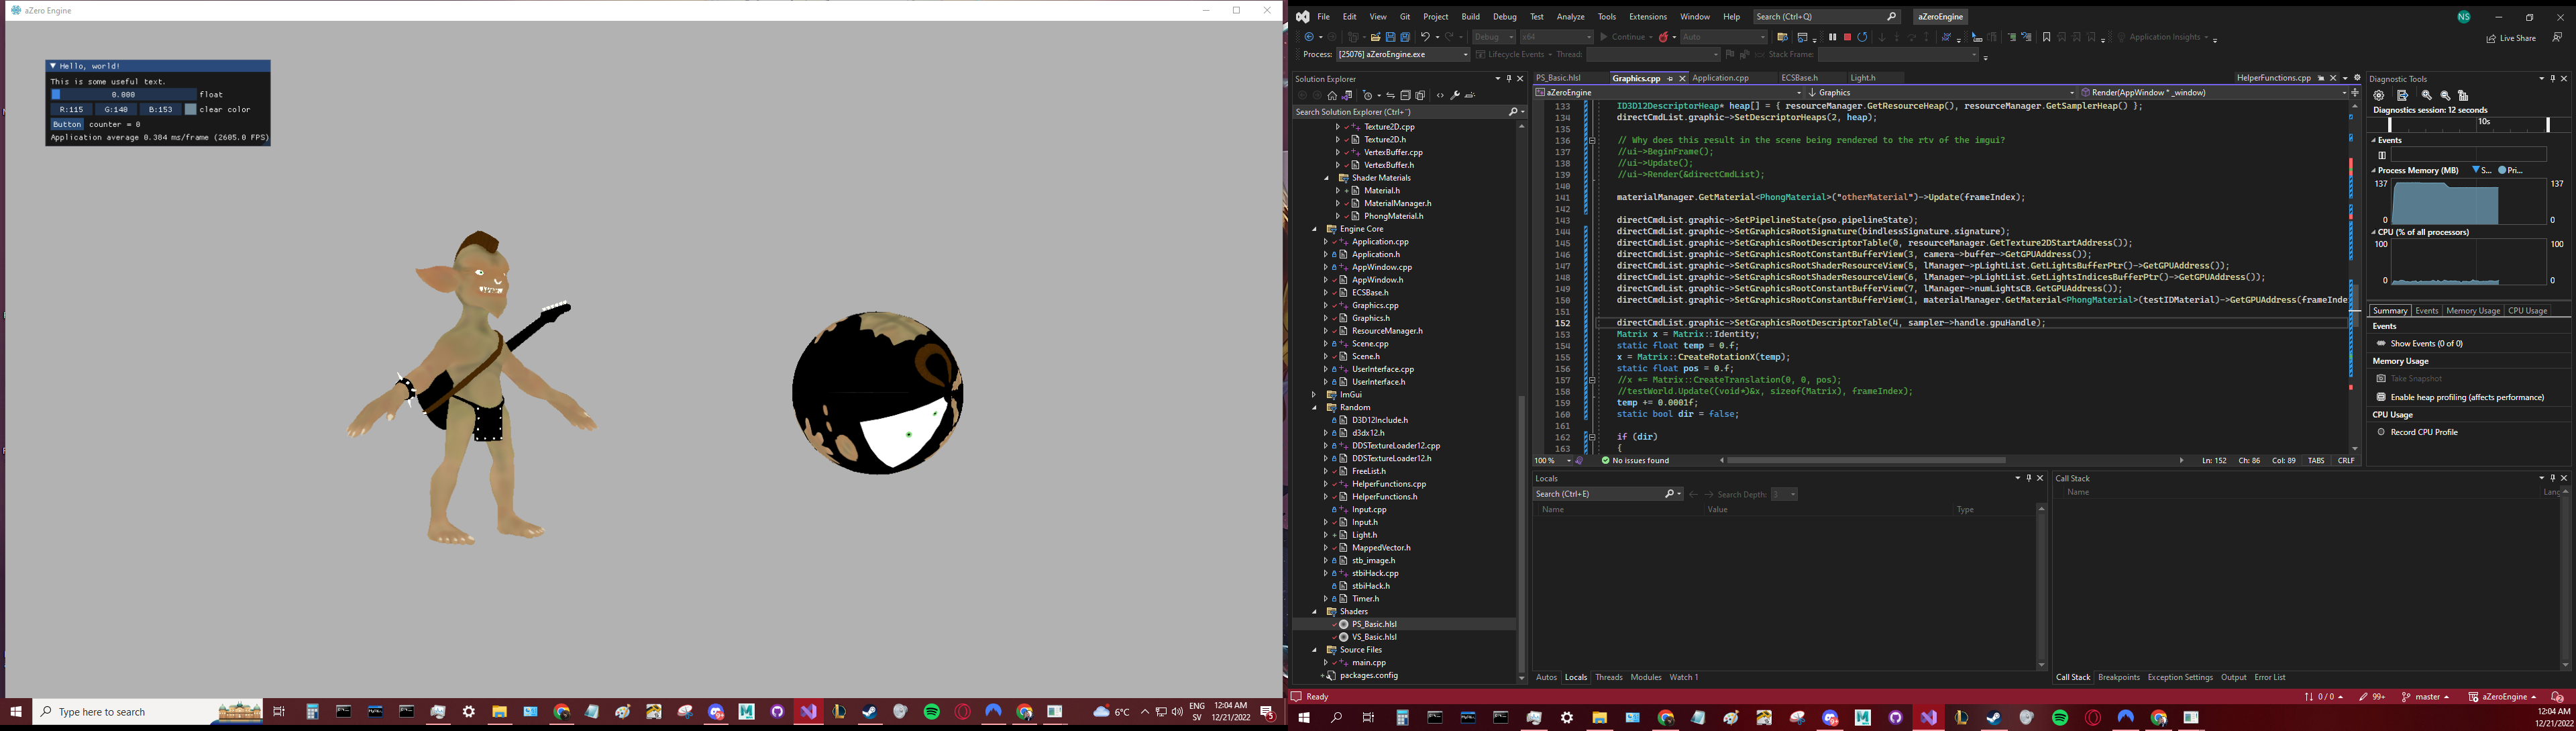 aZero Engine
Hello, world!
This is some useful text.
0.000 float
R:115 G:140 B:153 clear color
Button counter = 0
Application average 0.384 ms/frame (2605.0 FPS)
Type here to search
6°C
ENG
SV
12:04 AM
12/21/2022
5
File Edit View Git Project Build Debug Test Analyze Tools Extensions Window Help Search (Ctrl+Q) aZeroEngine
NS
Debug x64 Continue Auto Application Insights
Live Share
Process: [25076] aZeroEngine.exe Lifecycle Events Thread: Stack Frame:
Solution Explorer
Search Solution Explorer (Ctrl+¨)
Texture2D.cpp
Texture2D.h
VertexBuffer.cpp
VertexBuffer.h
Shader Materials
Material.h
MaterialManager.h
PhongMaterial.h
Engine Core
Application.cpp
Application.h
AppWindow.cpp
AppWindow.h
ECSBase.h
Graphics.cpp
Graphics.h
ResourceManager.h
Scene.cpp
Scene.h
UserInterface.cpp
UserInterface.h
ImGui
Random
D3D12Include.h
d3dx12.h
DDSTextureLoader12.cpp
DDSTextureLoader12.h
FreeList.h
HelperFunctions.cpp
HelperFunctions.h
Input.cpp
Input.h
Light.h
MappedVector.h
stb_image.h
stbiHack.cpp
stbiHack.h
Timer.h
Shaders
PS_Basic.hlsl
VS_Basic.hlsl
Source Files
main.cpp
packages.config
PS_Basic.hlsl Graphics.cpp Application.cpp ECSBase.h Light.h HelperFunctions.cpp
aZeroEngine Graphics Render(AppWindow * _window)
133 ID3D12DescriptorHeap* heap[] = { resourceManager.GetResourceHeap(), resourceManager.GetSamplerHeap() };
134 directCmdList.graphic->SetDescriptorHeaps(2, heap);
135
136 // Why does this result in the scene being rendered to the rtv of the imgui?
137 //ui->BeginFrame();
138 //ui->Update();
139 //ui->Render(&directCmdList);
140
141 materialManager.GetMaterial<PhongMaterial>("otherMaterial")->Update(frameIndex);
142
143 directCmdList.graphic->SetPipelineState(pso.pipelineState);
144 directCmdList.graphic->SetGraphicsRootSignature(bindlessSignature.signature);
145 directCmdList.graphic->SetGraphicsRootDescriptorTable(0, resourceManager.GetTexture2DStartAddress());
146 directCmdList.graphic->SetGraphicsRootConstantBufferView(3, camera->buffer->GetGPUAddress());
147 directCmdList.graphic->SetGraphicsRootShaderResourceView(5, lManager->pLightList.GetLightsBufferPtr()->GetGPUAddress());
148 directCmdList.graphic->SetGraphicsRootShaderResourceView(6, lManager->pLightList.GetLightsIndicesBufferPtr()->GetGPUAddress());
149 directCmdList.graphic->SetGraphicsRootConstantBufferView(7, lManager->numLightsCB.GetGPUAddress());
150 directCmdList.graphic->SetGraphicsRootConstantBufferView(1, materialManager.GetMaterial<PhongMaterial>(testIDMaterial)->GetGPUAddress(frameInde
151
152 directCmdList.graphic->SetGraphicsRootDescriptorTable(4, sampler->handle.gpuHandle);
153 Matrix x = Matrix::Identity;
154 static float temp = 0.f;
155 x = Matrix::CreateRotationX(temp);
156 static float pos = 0.f;
157 //x *= Matrix::CreateTranslation(0, 0, pos);
158 //testWorld.Update((void*)&x, sizeof(Matrix), frameIndex);
159 temp += 0.0001f;
160 static bool dir = false;
161
162 if (dir)
163 {
100 % No issues found Ln: 152 Ch: 86 Col: 89 TABS CRLF
Locals
Search (Ctrl+E) Search Depth: 3
Name Value Type
Autos Locals Threads Modules Watch 1
Call Stack
Name Lang
Call Stack Breakpoints Exception Settings Output Error List
Diagnostic Tools
Diagnostics session: 12 seconds
10s
Events
Process Memory (MB) S... Pri...
137 137
0 0
CPU (% of all processors)
100 100
0 0
Summary Events Memory Usage CPU Usage
Events
Show Events (0 of 0)
Memory Usage
Take Snapshot
Enable heap profiling (affects performance)
CPU Usage
Record CPU Profile
Ready 0 / 0 99+ master aZeroEngine
12:04 AM
12/21/2022